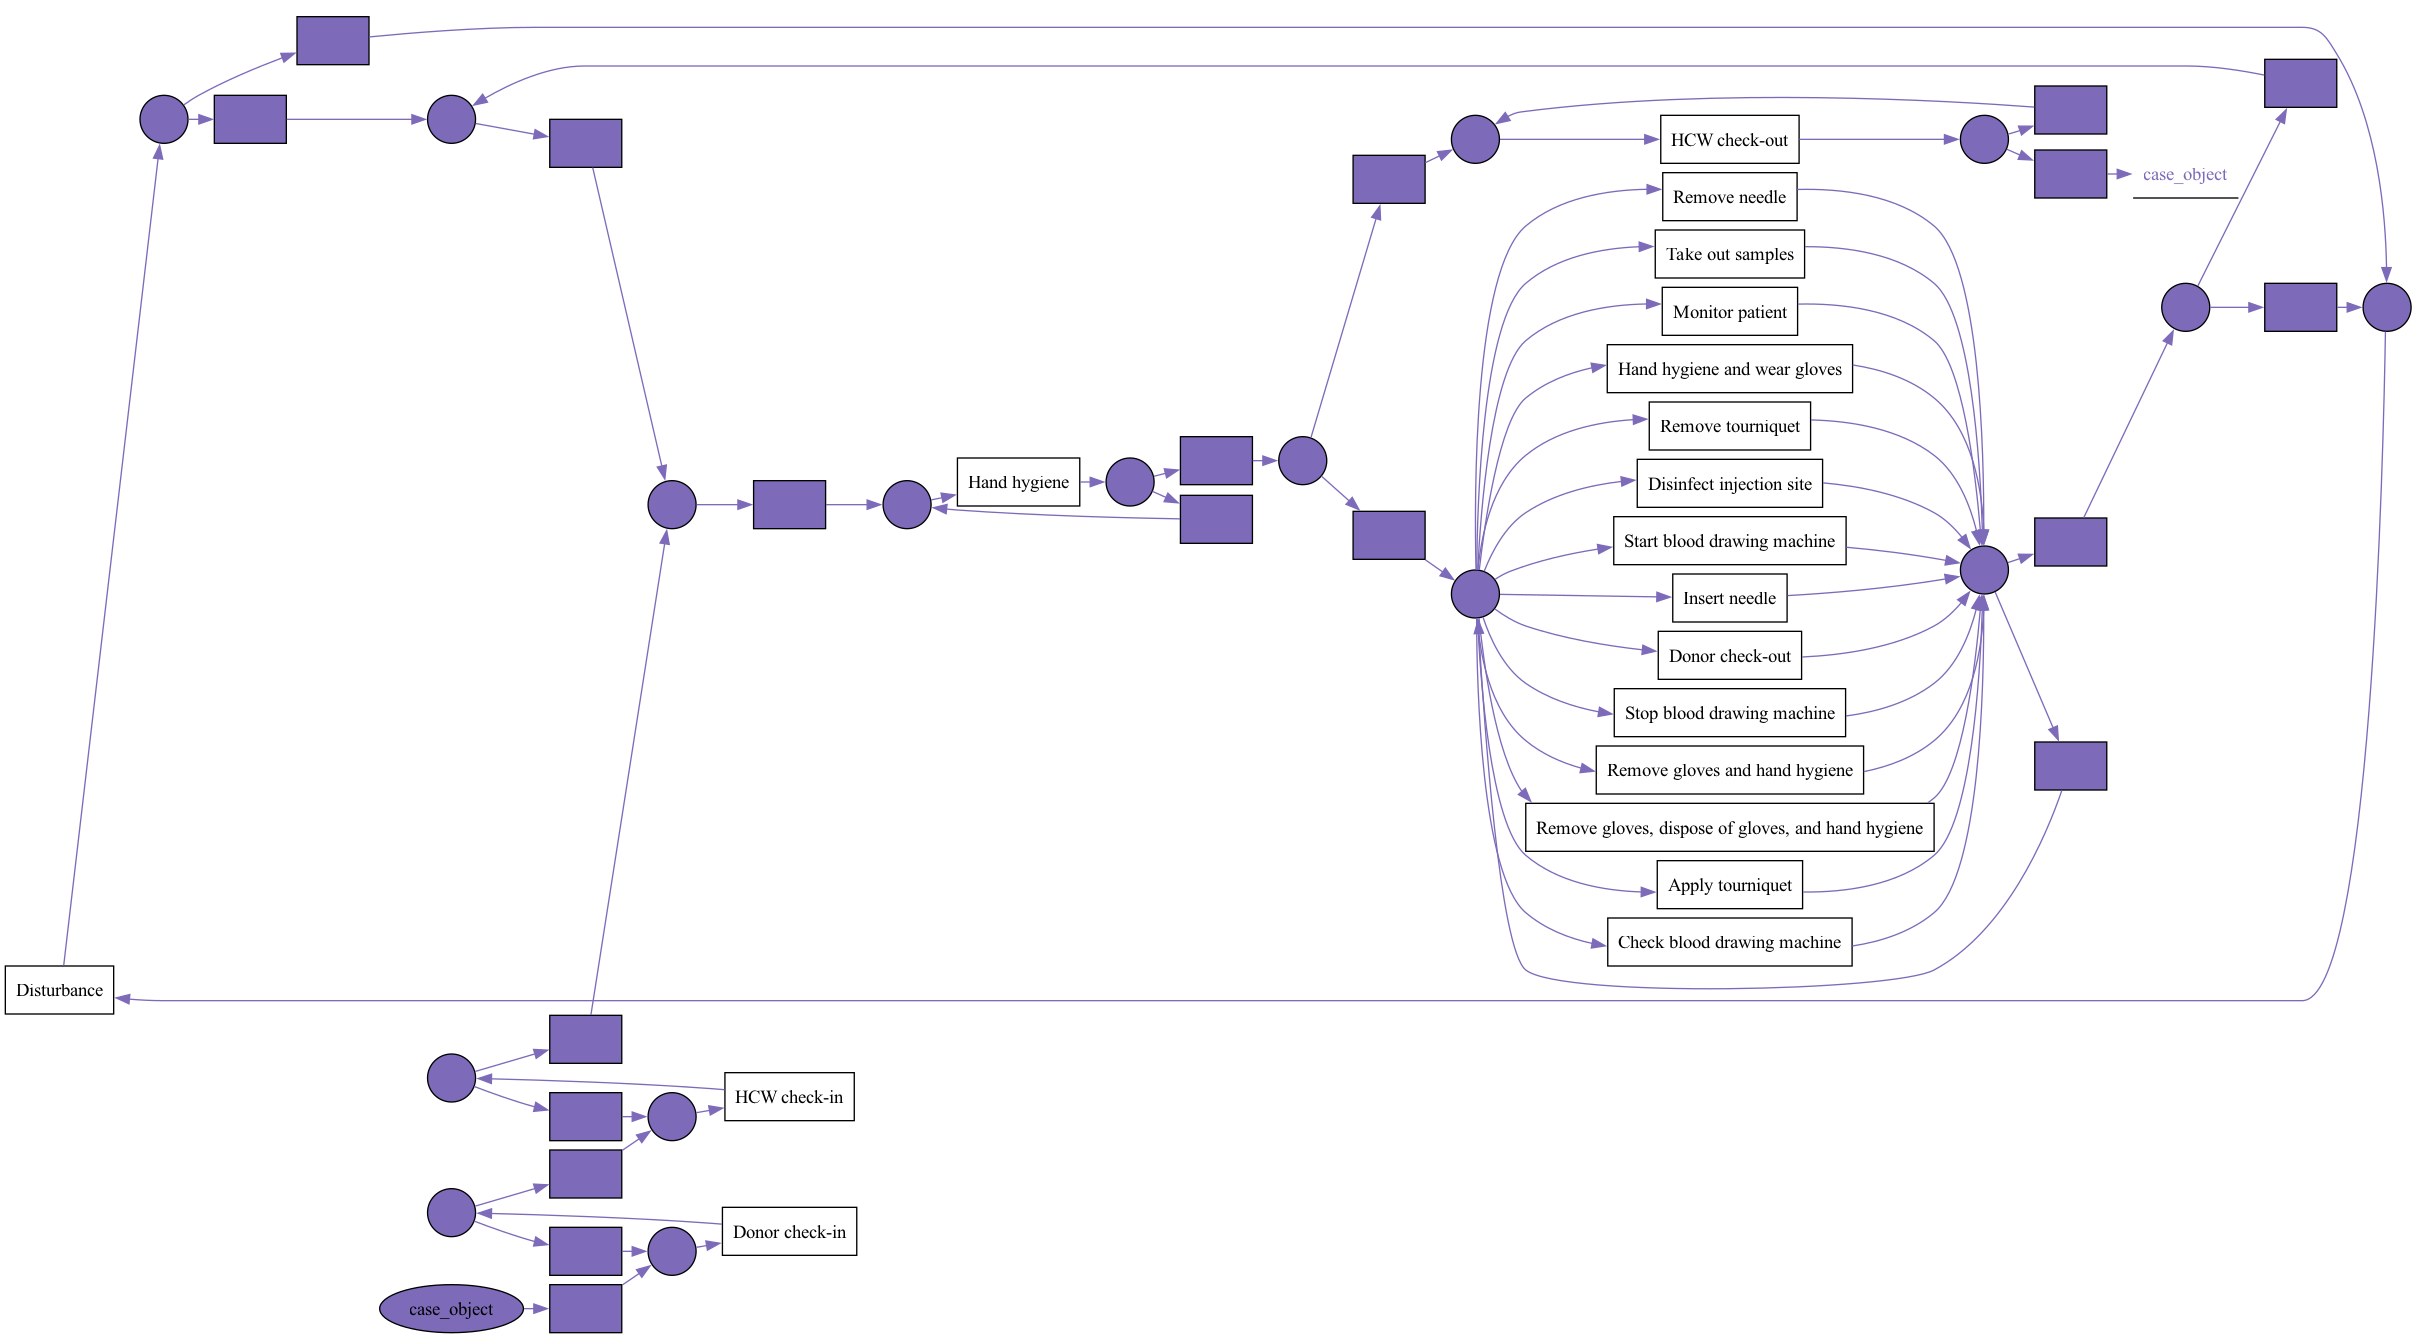 HCW check-out
case_object
Remove needle
Take out samples
Monitor patient
Hand hygiene and wear gloves
Remove tourniquet
Hand hygiene
Disinfect injection site
Start blood drawing machine
Insert needle
Donor check-out
Stop blood drawing machine
Remove gloves and hand hygiene
Remove gloves, dispose of gloves, and hand hygiene
Apply tourniquet
Check blood drawing machine
Disturbance
HCW check-in
Donor check-in
case_object